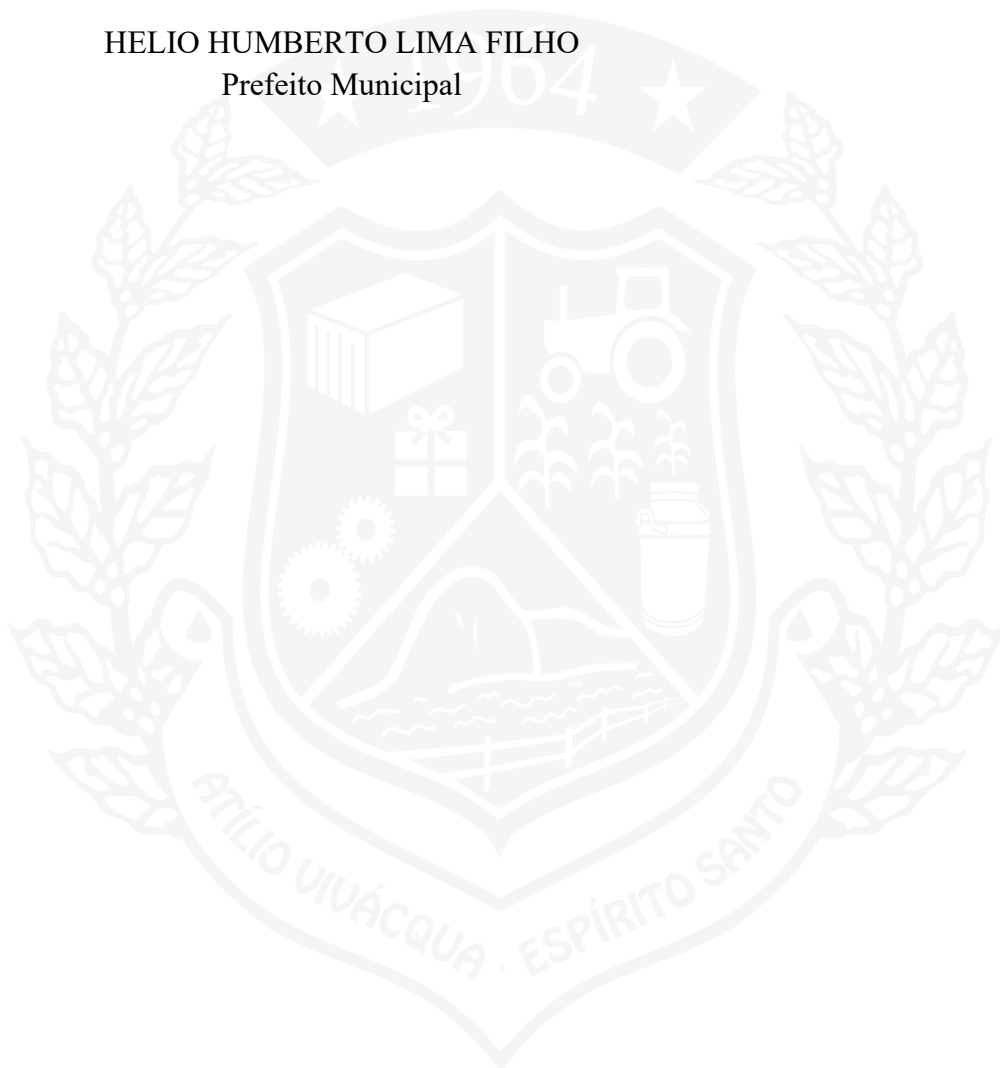 HELIO HUMBERTO LIMA FILHO
Prefeito Municipal
1964
ATÍLIO VIVÁCQUA . ESPÍRITO SANTO